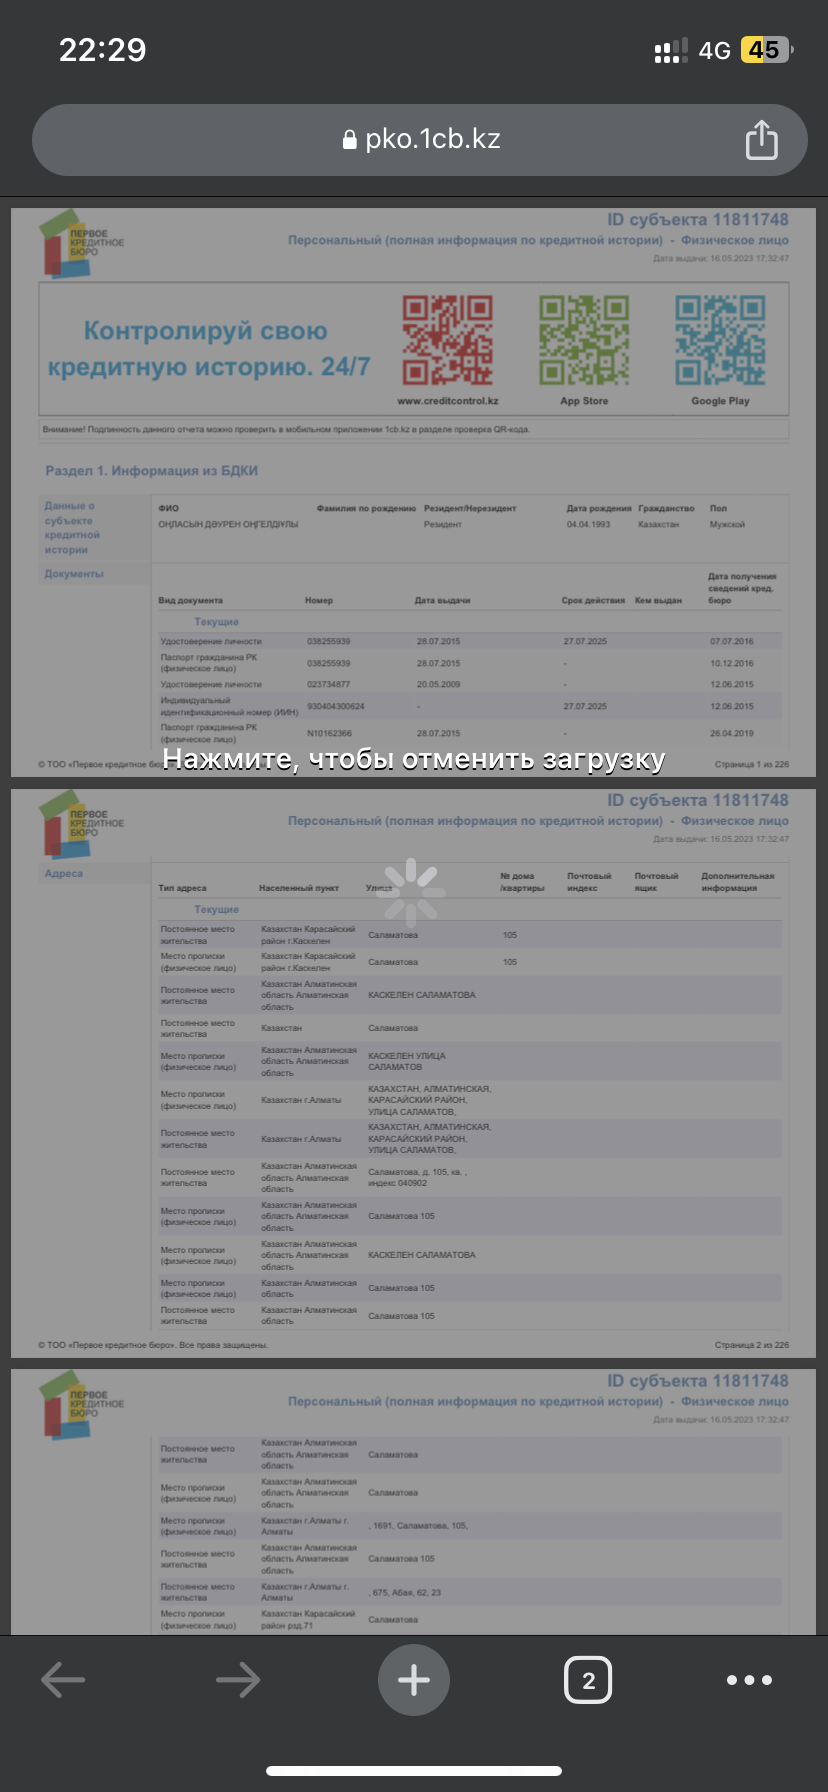 22:29
4G 45
pko.1cb.kz
ПЕРВОЕ
КРЕДИТНОЕ
БЮРО
ID субъекта 11811748
Персональный (полная информация по кредитной истории) - Физическое лицо
Дата выдачи: 16.05.2023 17:32:47
Контролируй свою
кредитную историю. 24/7
www.creditcontrol.kz App Store Google Play
Внимание! Подлинность данного отчета можно проверить в мобильном приложении 1cb.kz в разделе проверка QR-кода.
Раздел 1. Информация из БДКИ
Данные о
субъекте
кредитной
истории
ФИО Фамилия по рождению Резидент/Нерезидент Дата рождения Гражданство Пол
ОҢЛАСЫН ДӘУРЕН ОҢГЕЛДІҰЛЫ Резидент 04.04.1993 Казахстан Мужской
Документы
Вид документа Номер Дата выдачи Срок действия Кем выдан Дата получения
сведений кред.
бюро
Текущие
Удостоверение личности 038255939 28.07.2015 27.07.2025 07.07.2016
Паспорт гражданина РК
(физическое лицо) 038255939 28.07.2015 - 10.12.2016
Удостоверение личности 023734877 20.05.2009 - 12.06.2015
Индивидуальный
идентификационный номер (ИИН) 930404300624 - 27.07.2025 12.06.2015
Паспорт гражданина РК
(физическое лицо) N10162366 28.07.2015 - 26.04.2019
Нажмите, чтобы отменить загрузку
© ТОО «Первое кредитное Страница 1 из 226
ПЕРВОЕ
КРЕДИТНОЕ
БЮРО
ID субъекта 11811748
Персональный (полная информация по кредитной истории) - Физическое лицо
Дата выдачи: 16.05.2023 17:32:47
Адреса
Тип адреса Населенный пункт Улица № дома
/квартиры Почтовый
индекс Почтовый
ящик Дополнительная
информация
Текущие
Постоянное место
жительства Казахстан Карасайский
район г.Каскелен Саламатова 105
Место прописки
(физическое лицо) Казахстан Карасайский
район г.Каскелен Саламатова 105
Постоянное место
жительства Казахстан Алматинская
область Алматинская
область КАСКЕЛЕН САЛАМАТОВА
Постоянное место
жительства Казахстан Саламатова
Место прописки
(физическое лицо) Казахстан Алматинская
область Алматинская
область КАСКЕЛЕН УЛИЦА
САЛАМАТОВ
Место прописки
(физическое лицо) Казахстан г.Алматы КАЗАХСТАН, АЛМАТИНСКАЯ,
КАРАСАЙСКИЙ РАЙОН,
УЛИЦА САЛАМАТОВ,
Постоянное место
жительства Казахстан г.Алматы КАЗАХСТАН, АЛМАТИНСКАЯ,
КАРАСАЙСКИЙ РАЙОН,
УЛИЦА САЛАМАТОВ,
Постоянное место
жительства Казахстан Алматинская
область Алматинская
область Саламатова, д. 105, кв. ,
индекс 040902
Место прописки
(физическое лицо) Казахстан Алматинская
область Алматинская
область Саламатова 105
Место прописки
(физическое лицо) Казахстан Алматинская
область Алматинская
область КАСКЕЛЕН САЛАМАТОВА
Место прописки
(физическое лицо) Казахстан Алматинская
область Саламатова 105
Постоянное место
жительства Казахстан Алматинская
область Саламатова 105
© ТОО «Первое кредитное бюро». Все права защищены. Страница 2 из 226
ПЕРВОЕ
КРЕДИТНОЕ
БЮРО
ID субъекта 11811748
Персональный (полная информация по кредитной истории) - Физическое лицо
Дата выдачи: 16.05.2023 17:32:47
Постоянное место
жительства Казахстан Алматинская
область Алматинская
область Саламатова
Место прописки
(физическое лицо) Казахстан Алматинская
область Алматинская
область Саламатова
Место прописки
(физическое лицо) Казахстан г.Алматы г.
Алматы , 1691, Саламатова, 105,
Постоянное место
жительства Казахстан Алматинская
область Алматинская
область Саламатова 105
Постоянное место
жительства Казахстан г.Алматы г.
Алматы , 675, Абая, 62, 23
Место прописки
(физическое лицо) Казахстан Карасайский
район рзд.71 Саламатова
2